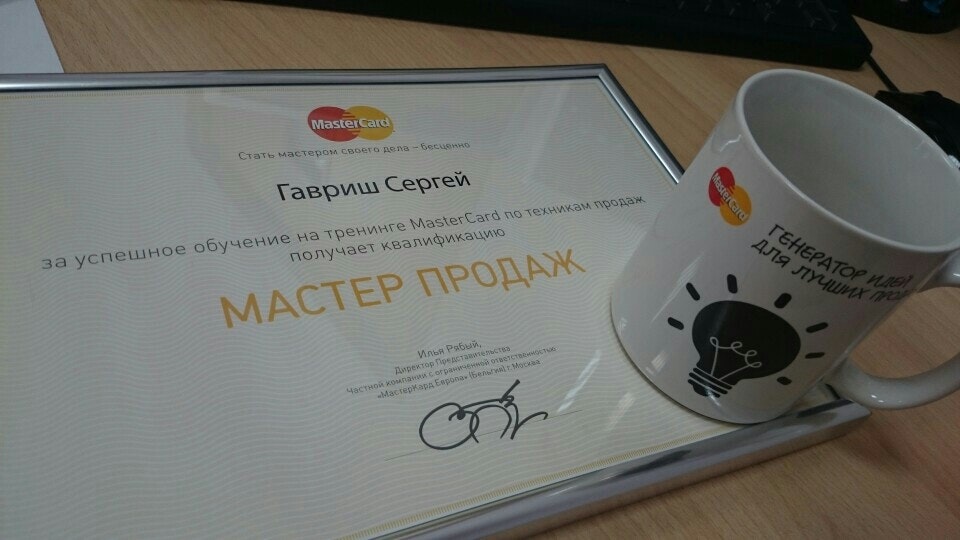 MasterCard
Стать мастером своего дела – бесценно
Гавриш Сергей
за успешное обучение на тренинге MasterCard по техникам продаж
получает квалификацию
МАСТЕР ПРОДАЖ
Илья Рябый,
Директор Представительства
Частной компании с ограниченной ответственностью
«МастерКард Европа» (Бельгия) г. Москва
MasterCard
ГЕНЕРАТОР ИДЕЙ
ДЛЯ ЛУЧШИХ